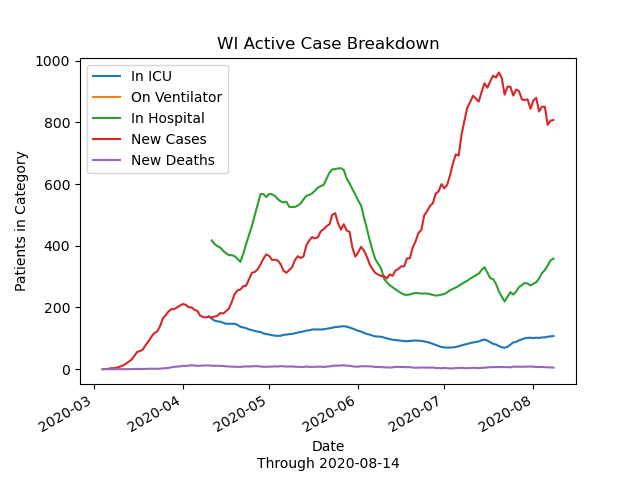 WI Active Case Breakdown
1000
800
600
400
200
0
Patients in Category
In ICU
On Ventilator
In Hospital
New Cases
New Deaths
2020-03
2020-04
2020-05
2020-06
2020-07
2020-08
Date
Through 2020-08-14